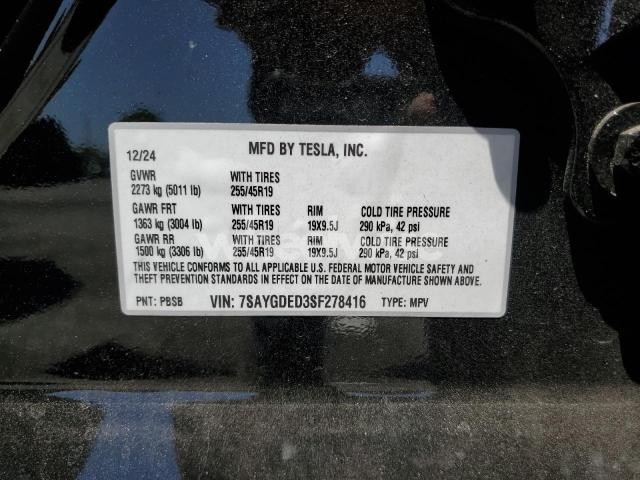 12/24 MFD BY TESLA, INC.
GVWR WITH TIRES
2273 kg (5011 lb) 255/45R19
GAWR FRT WITH TIRES RIM COLD TIRE PRESSURE
1363 kg (3004 lb) 255/45R19 19X9.5J 290 kPa, 42 psi
GAWR RR WITH TIRES RIM COLD TIRE PRESSURE
1500 kg (3306 lb) 255/45R19 19X9.5J 290 kPa, 42 psi
THIS VEHICLE CONFORMS TO ALL APPLICABLE U.S. FEDERAL MOTOR VEHICLE SAFETY AND
THEFT PREVENTION STANDARDS IN EFFECT ON THE DATE OF MANUFACTURE SHOWN ABOVE.
PNT: PBSB VIN: 7SAYGDED3SF278416 TYPE: MPV